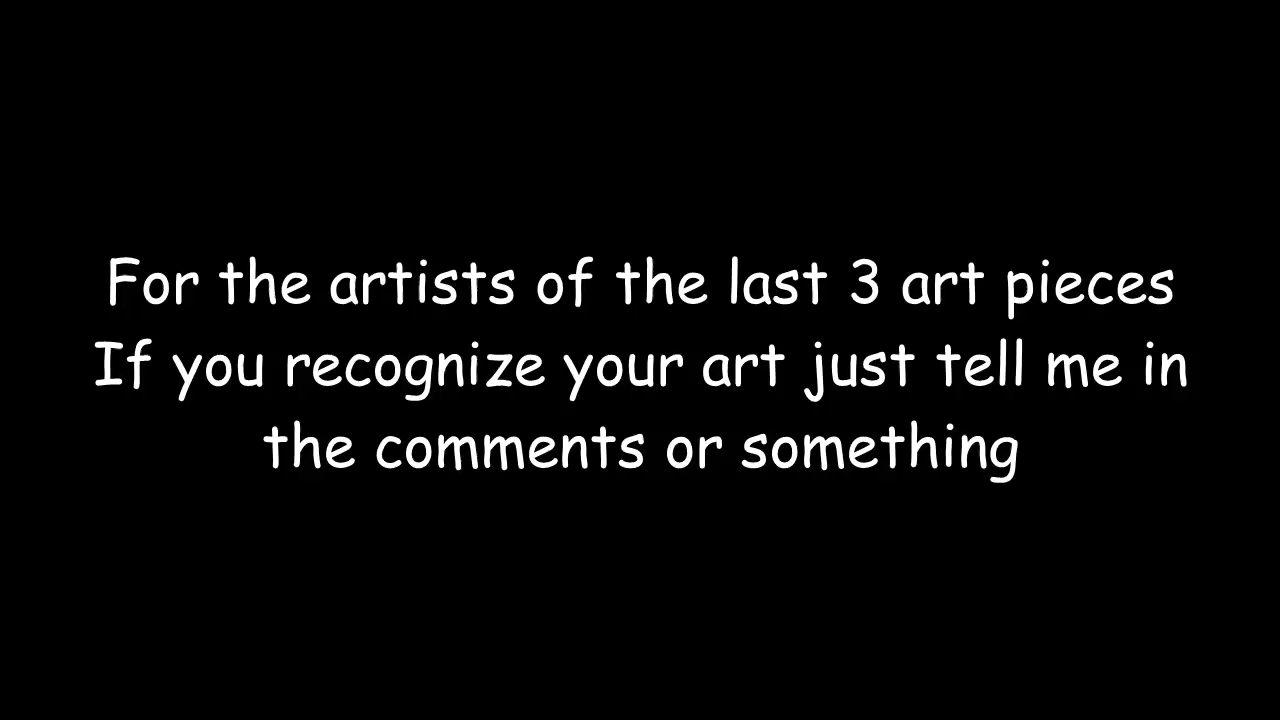 For the artists of the last 3 art pieces
If you recognize your art just tell me in
the comments or something